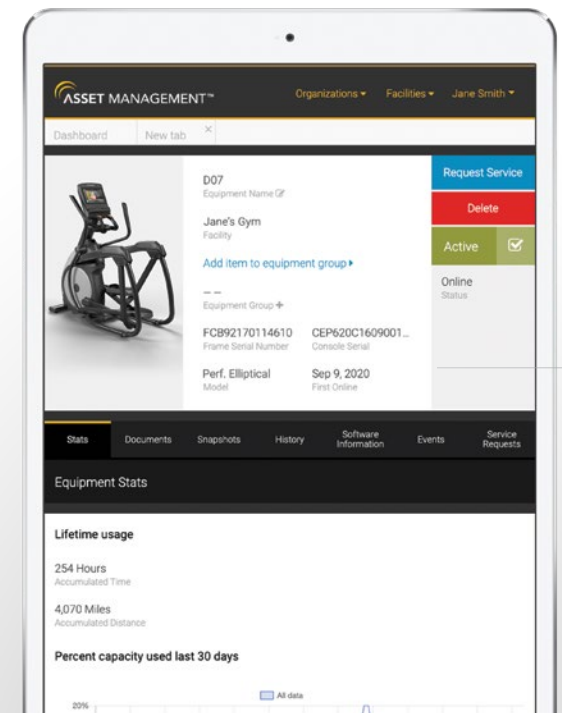 ASSET MANAGEMENT™
Organizations Facilities Jane Smith
Dashboard New tab ×
D07
Equipment Name
Jane's Gym
Facility
Add item to equipment group
– –
Equipment Group +
FCB92170114610 CEP620C1609001...
Frame Serial Number Console Serial
Perf. Elliptical Sep 9, 2020
Model First Online
Request Service
Delete
Active
Online
Status
Stats Documents Snapshots History Software Information Events Service Requests
Equipment Stats
Lifetime usage
254 Hours
Accumulated Time
4,070 Miles
Accumulated Distance
Percent capacity used last 30 days
All data
20%